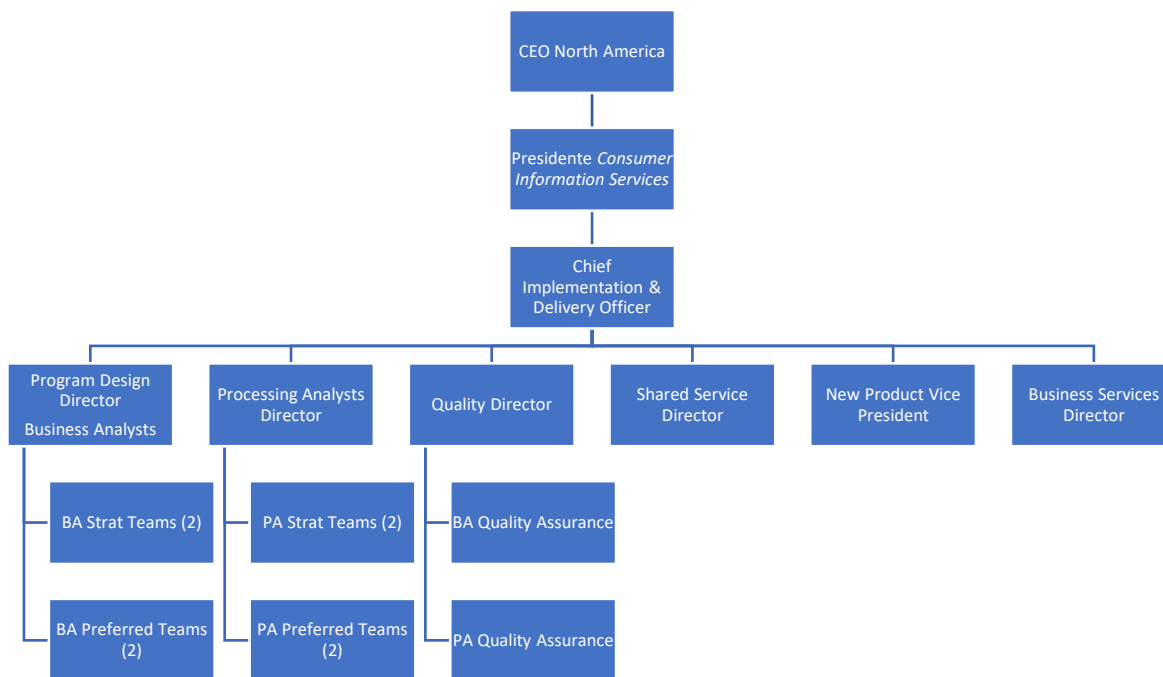 CEO North America
Presidente Consumer
Information Services
Chief
Implementation &
Delivery Officer
Program Design
Director
Business Analysts
Processing Analysts
Director
Quality Director
Shared Service
Director
New Product Vice
President
Business Services
Director
BA Strat Teams (2)
PA Strat Teams (2)
BA Quality Assurance
BA Preferred Teams
(2)
PA Preferred Teams
(2)
PA Quality Assurance